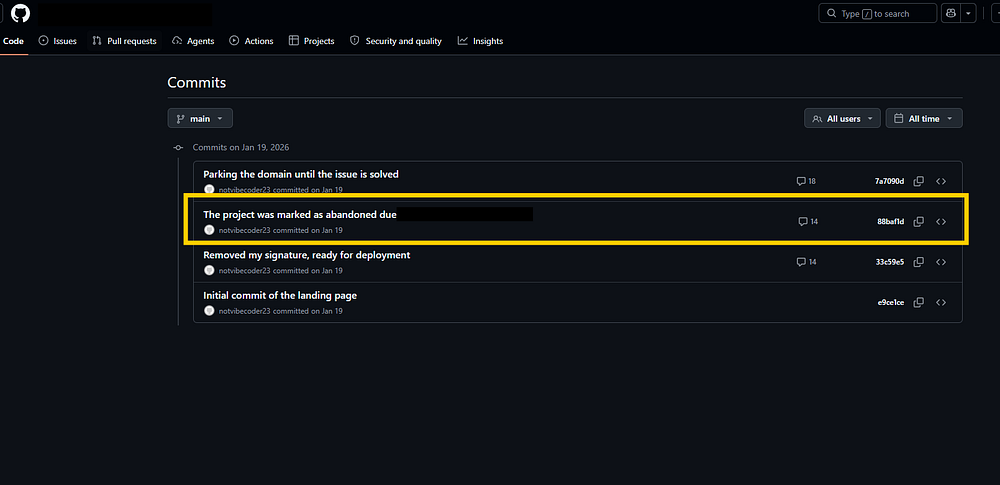 Type / to search
Code Issues Pull requests Agents Actions Projects Security and quality Insights
Commits
main All users All time
Commits on Jan 19, 2026
Parking the domain until the issue is solved
notvibecoder23 committed on Jan 19
18 7a7090d
The project was marked as abandoned due
notvibecoder23 committed on Jan 19
14 88baf1d
Removed my signature, ready for deployment
notvibecoder23 committed on Jan 19
14 33c59e5
Initial commit of the landing page
notvibecoder23 committed on Jan 19
e9ce1ce